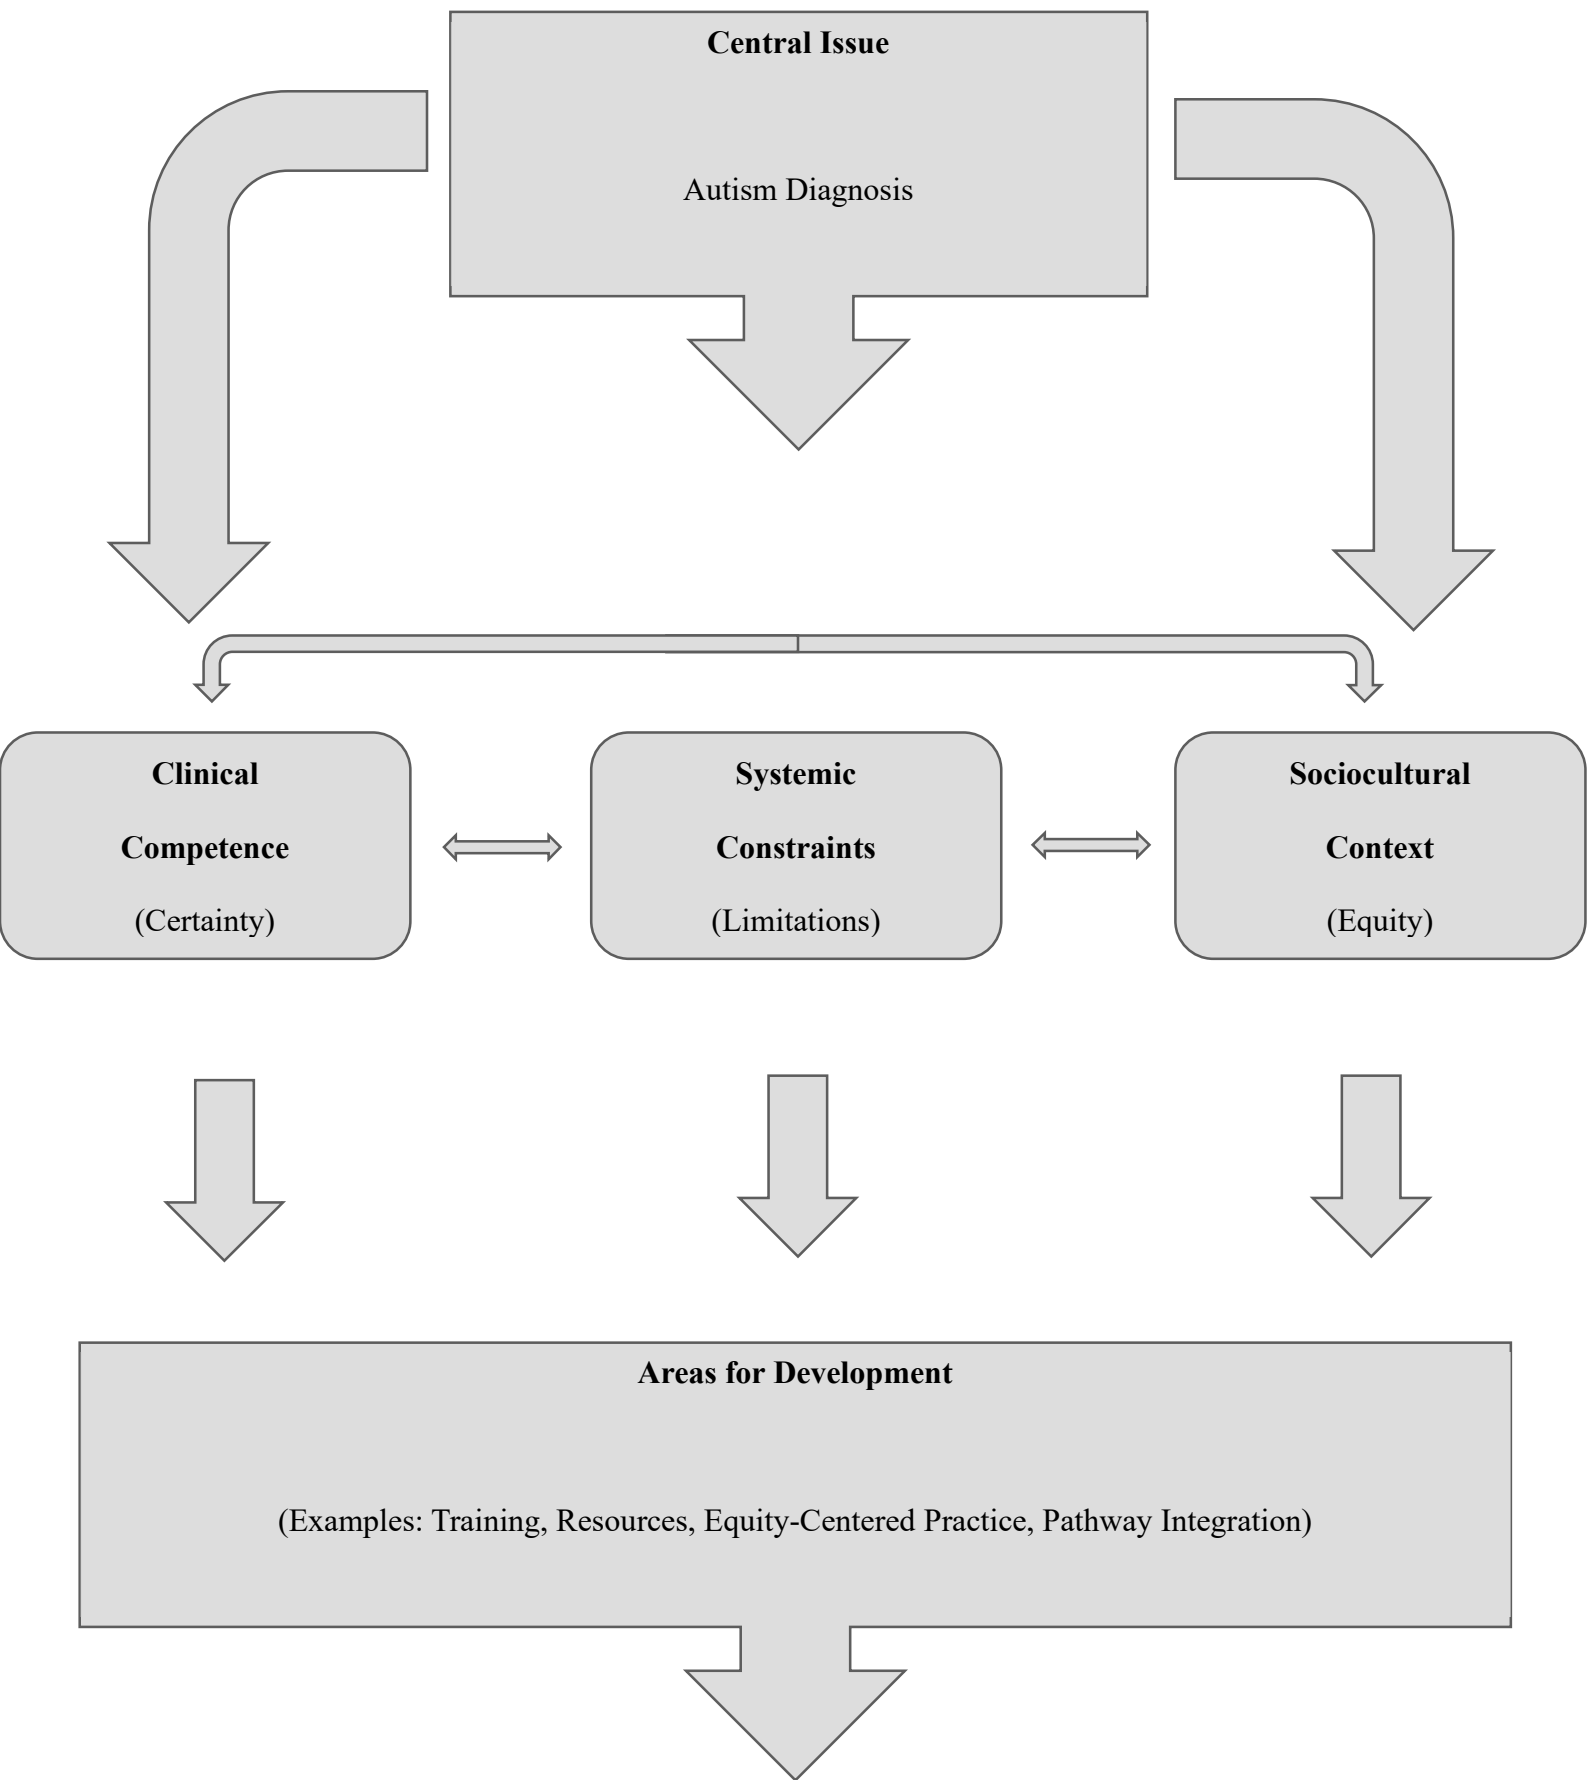 Central Issue
Autism Diagnosis
Clinical
Competence
(Certainty)
Systemic
Constraints
(Limitations)
Sociocultural
Context
(Equity)
Areas for Development
(Examples: Training, Resources, Equity-Centered Practice, Pathway Integration)